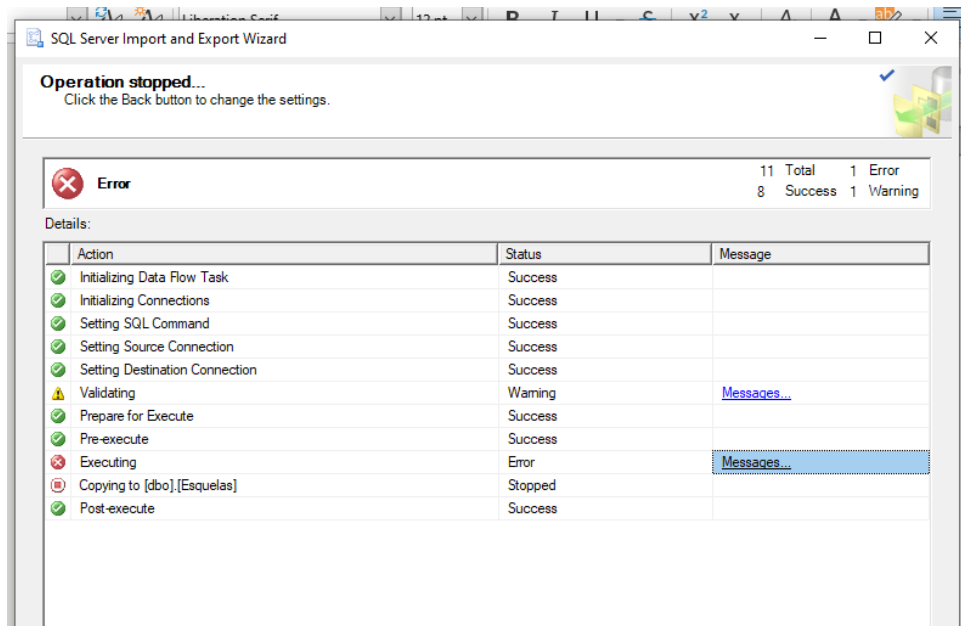 Liberation Serif 12 pt
SQL Server Import and Export Wizard
Operation stopped...
Click the Back button to change the settings.
Error
11 Total 1 Error
8 Success 1 Warning
Details:
Action Status Message
Initializing Data Flow Task Success
Initializing Connections Success
Setting SQL Command Success
Setting Source Connection Success
Setting Destination Connection Success
Validating Warning Messages...
Prepare for Execute Success
Pre-execute Success
Executing Error Messages...
Copying to [dbo].[Esquelas] Stopped
Post-execute Success